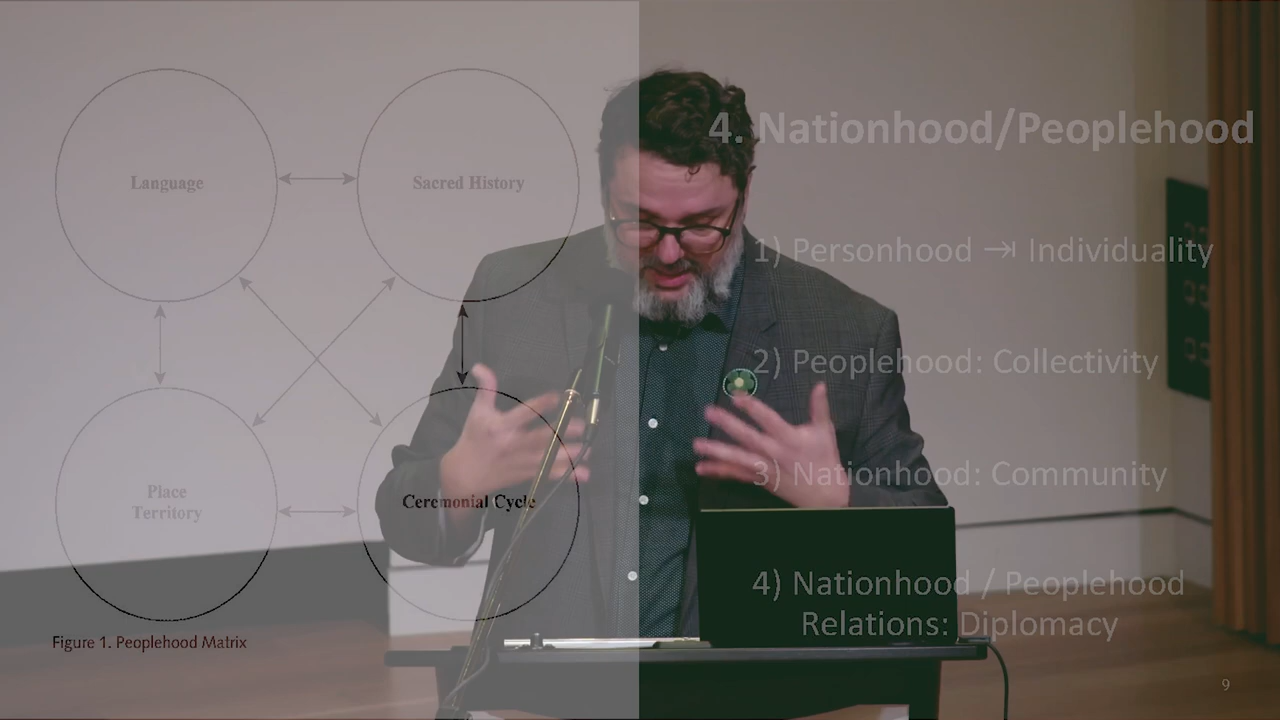 Language
Sacred History
Place
Territory
Ceremonial Cycle
Figure 1. Peoplehood Matrix
4. Nationhood/Peoplehood
1) Personhood → Individuality
2) Peoplehood: Collectivity
3) Nationhood: Community
4) Nationhood / Peoplehood
Relations: Diplomacy
9